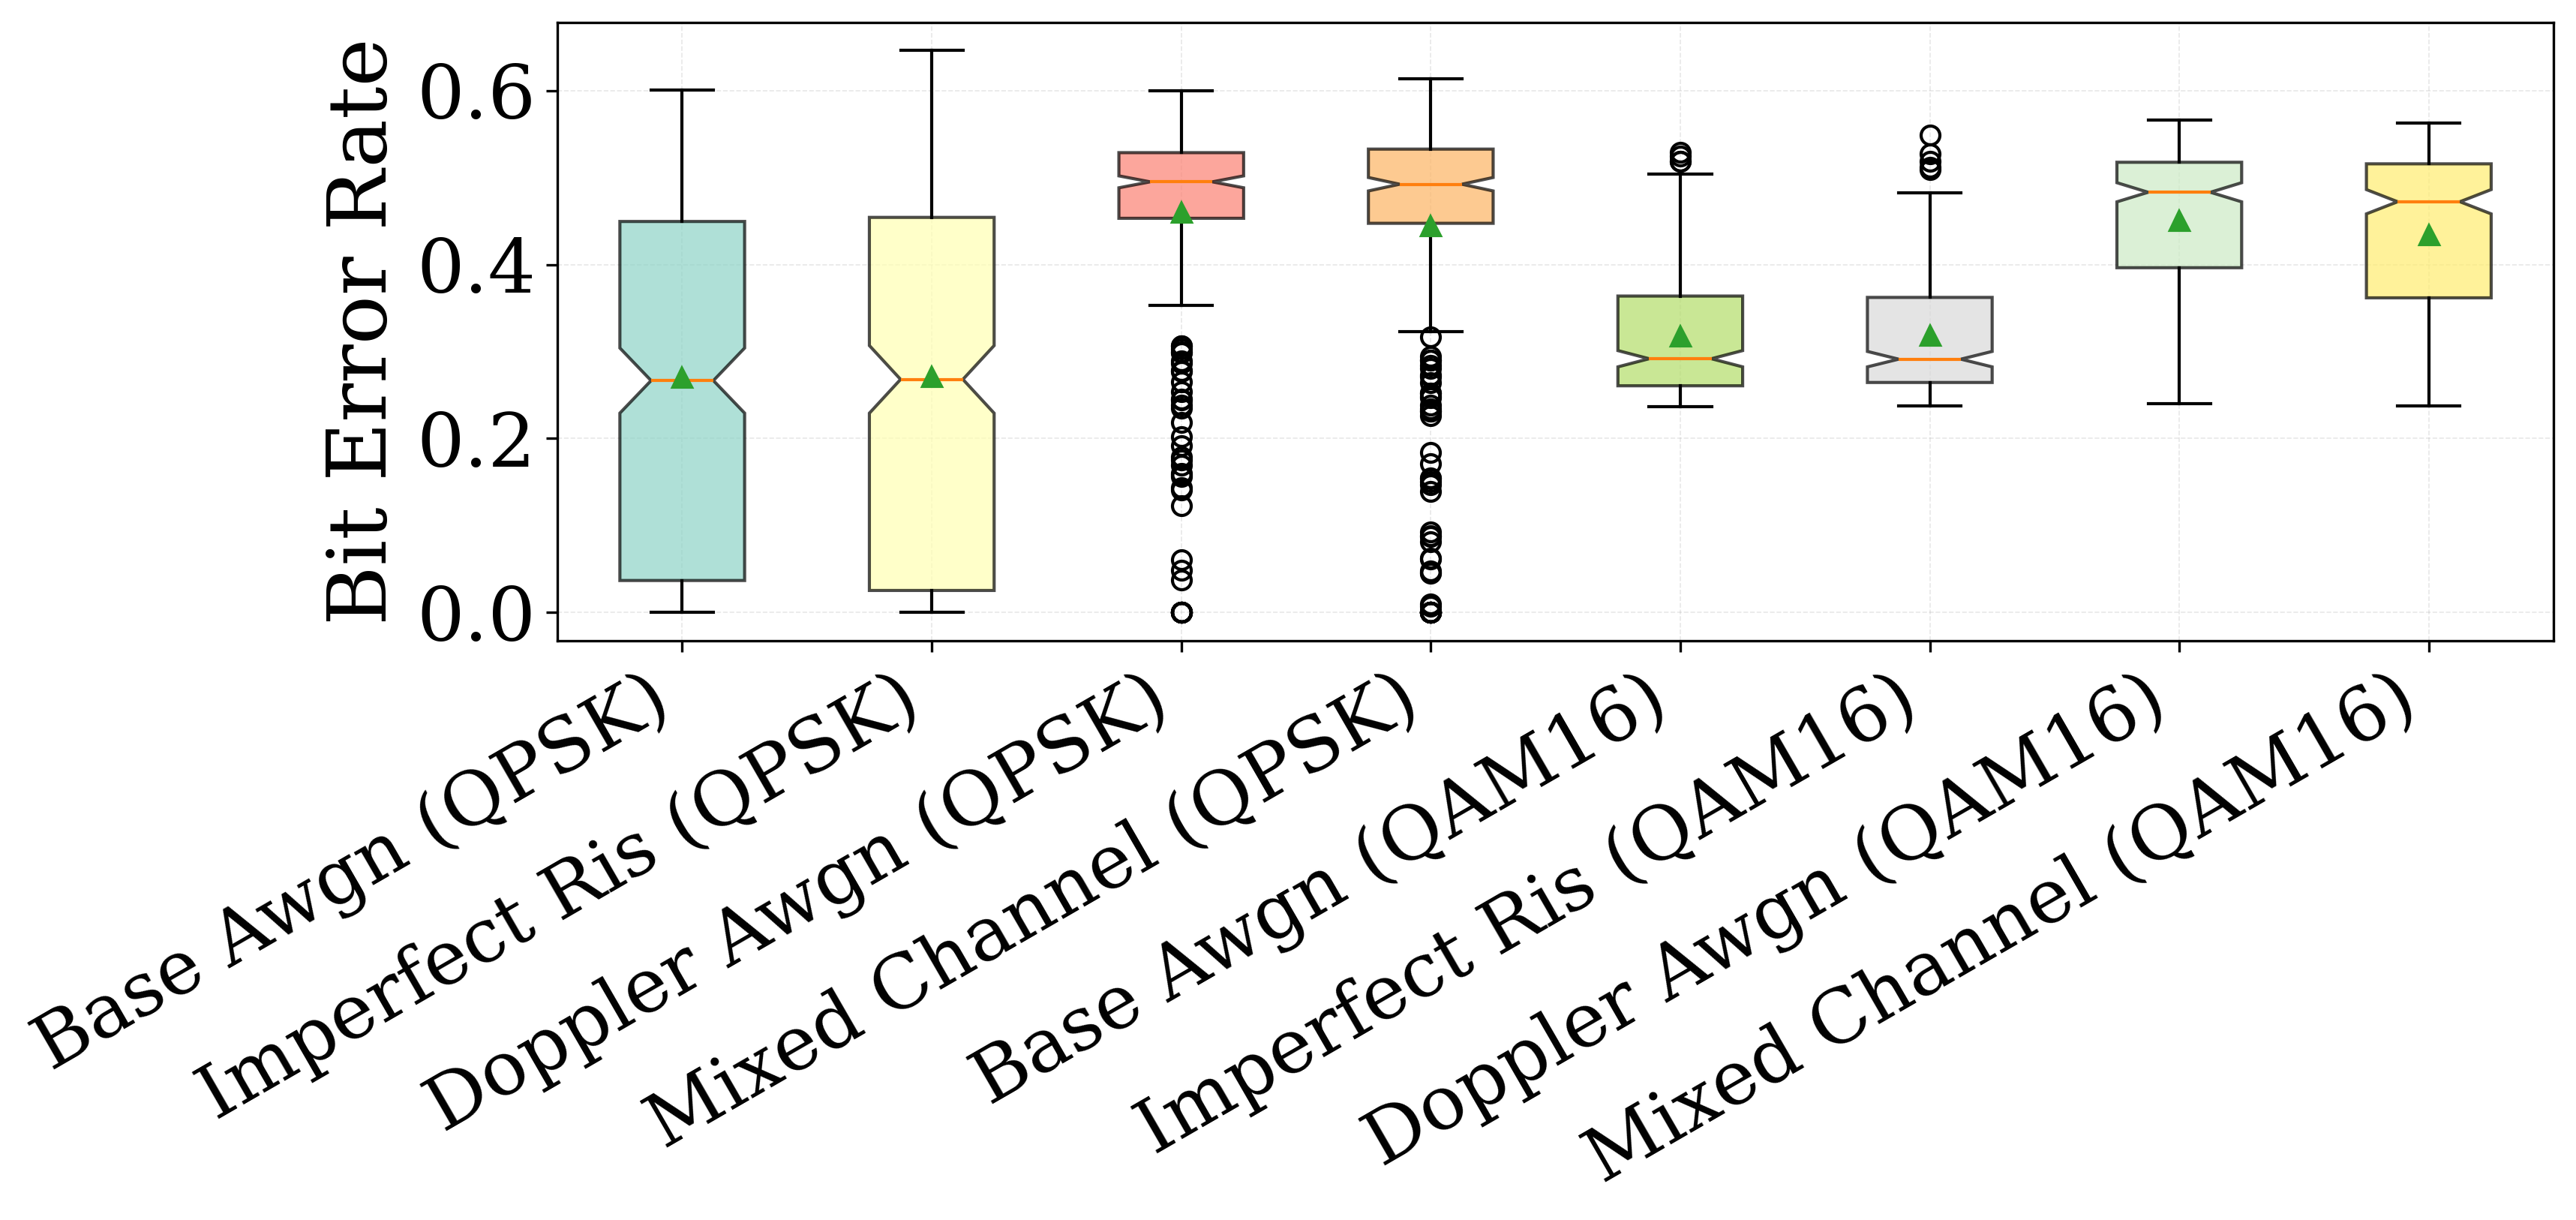 Bit Error Rate
0.6
0.4
0.2
0.0
Base Awgn (QPSK)
Imperfect Ris (QPSK)
Doppler Awgn (QPSK)
Mixed Channel (QPSK)
Base Awgn (QAM16)
Imperfect Ris (QAM16)
Doppler Awgn (QAM16)
Mixed Channel (QAM16)